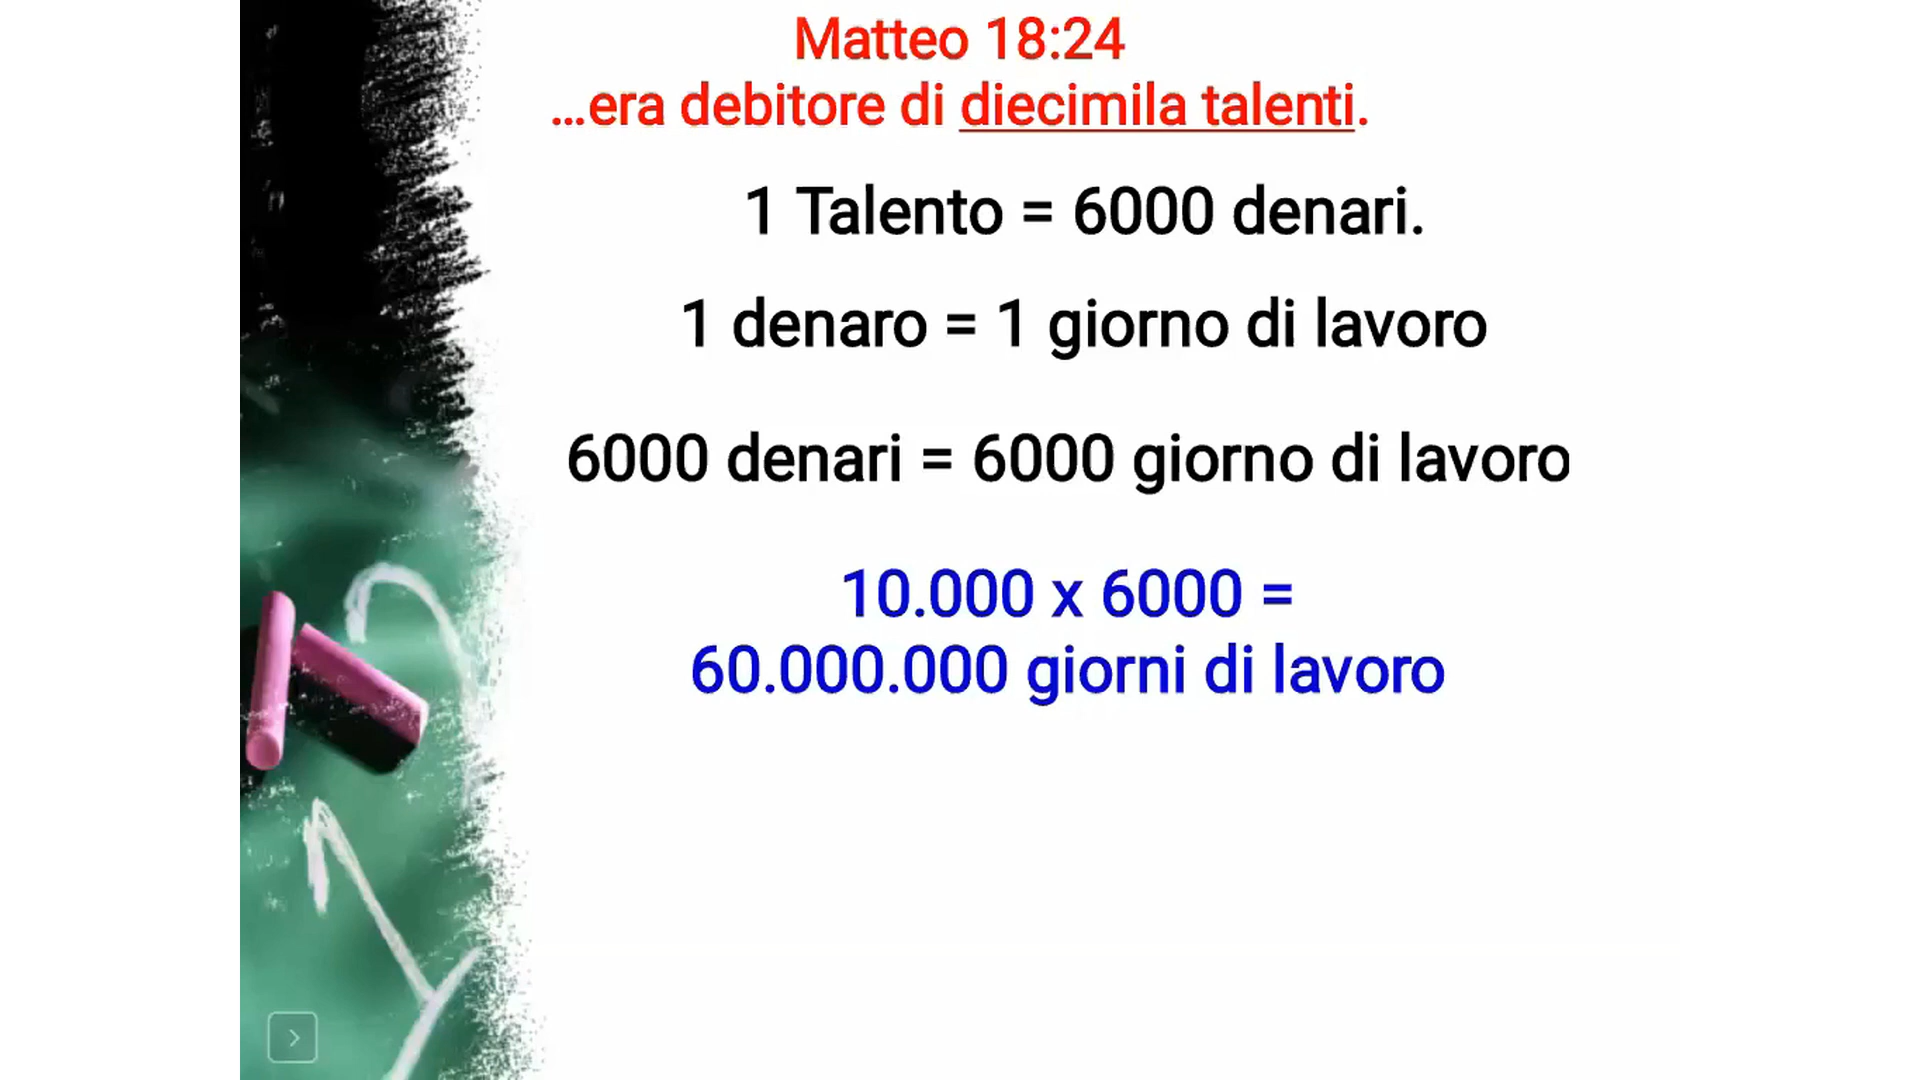 Matteo 18:24
...era debitore di diecimila talenti.
1 Talento = 6000 denari.
1 denaro = 1 giorno di lavoro
6000 denari = 6000 giorno di lavoro
10.000 x 6000 =
60.000.000 giorni di lavoro